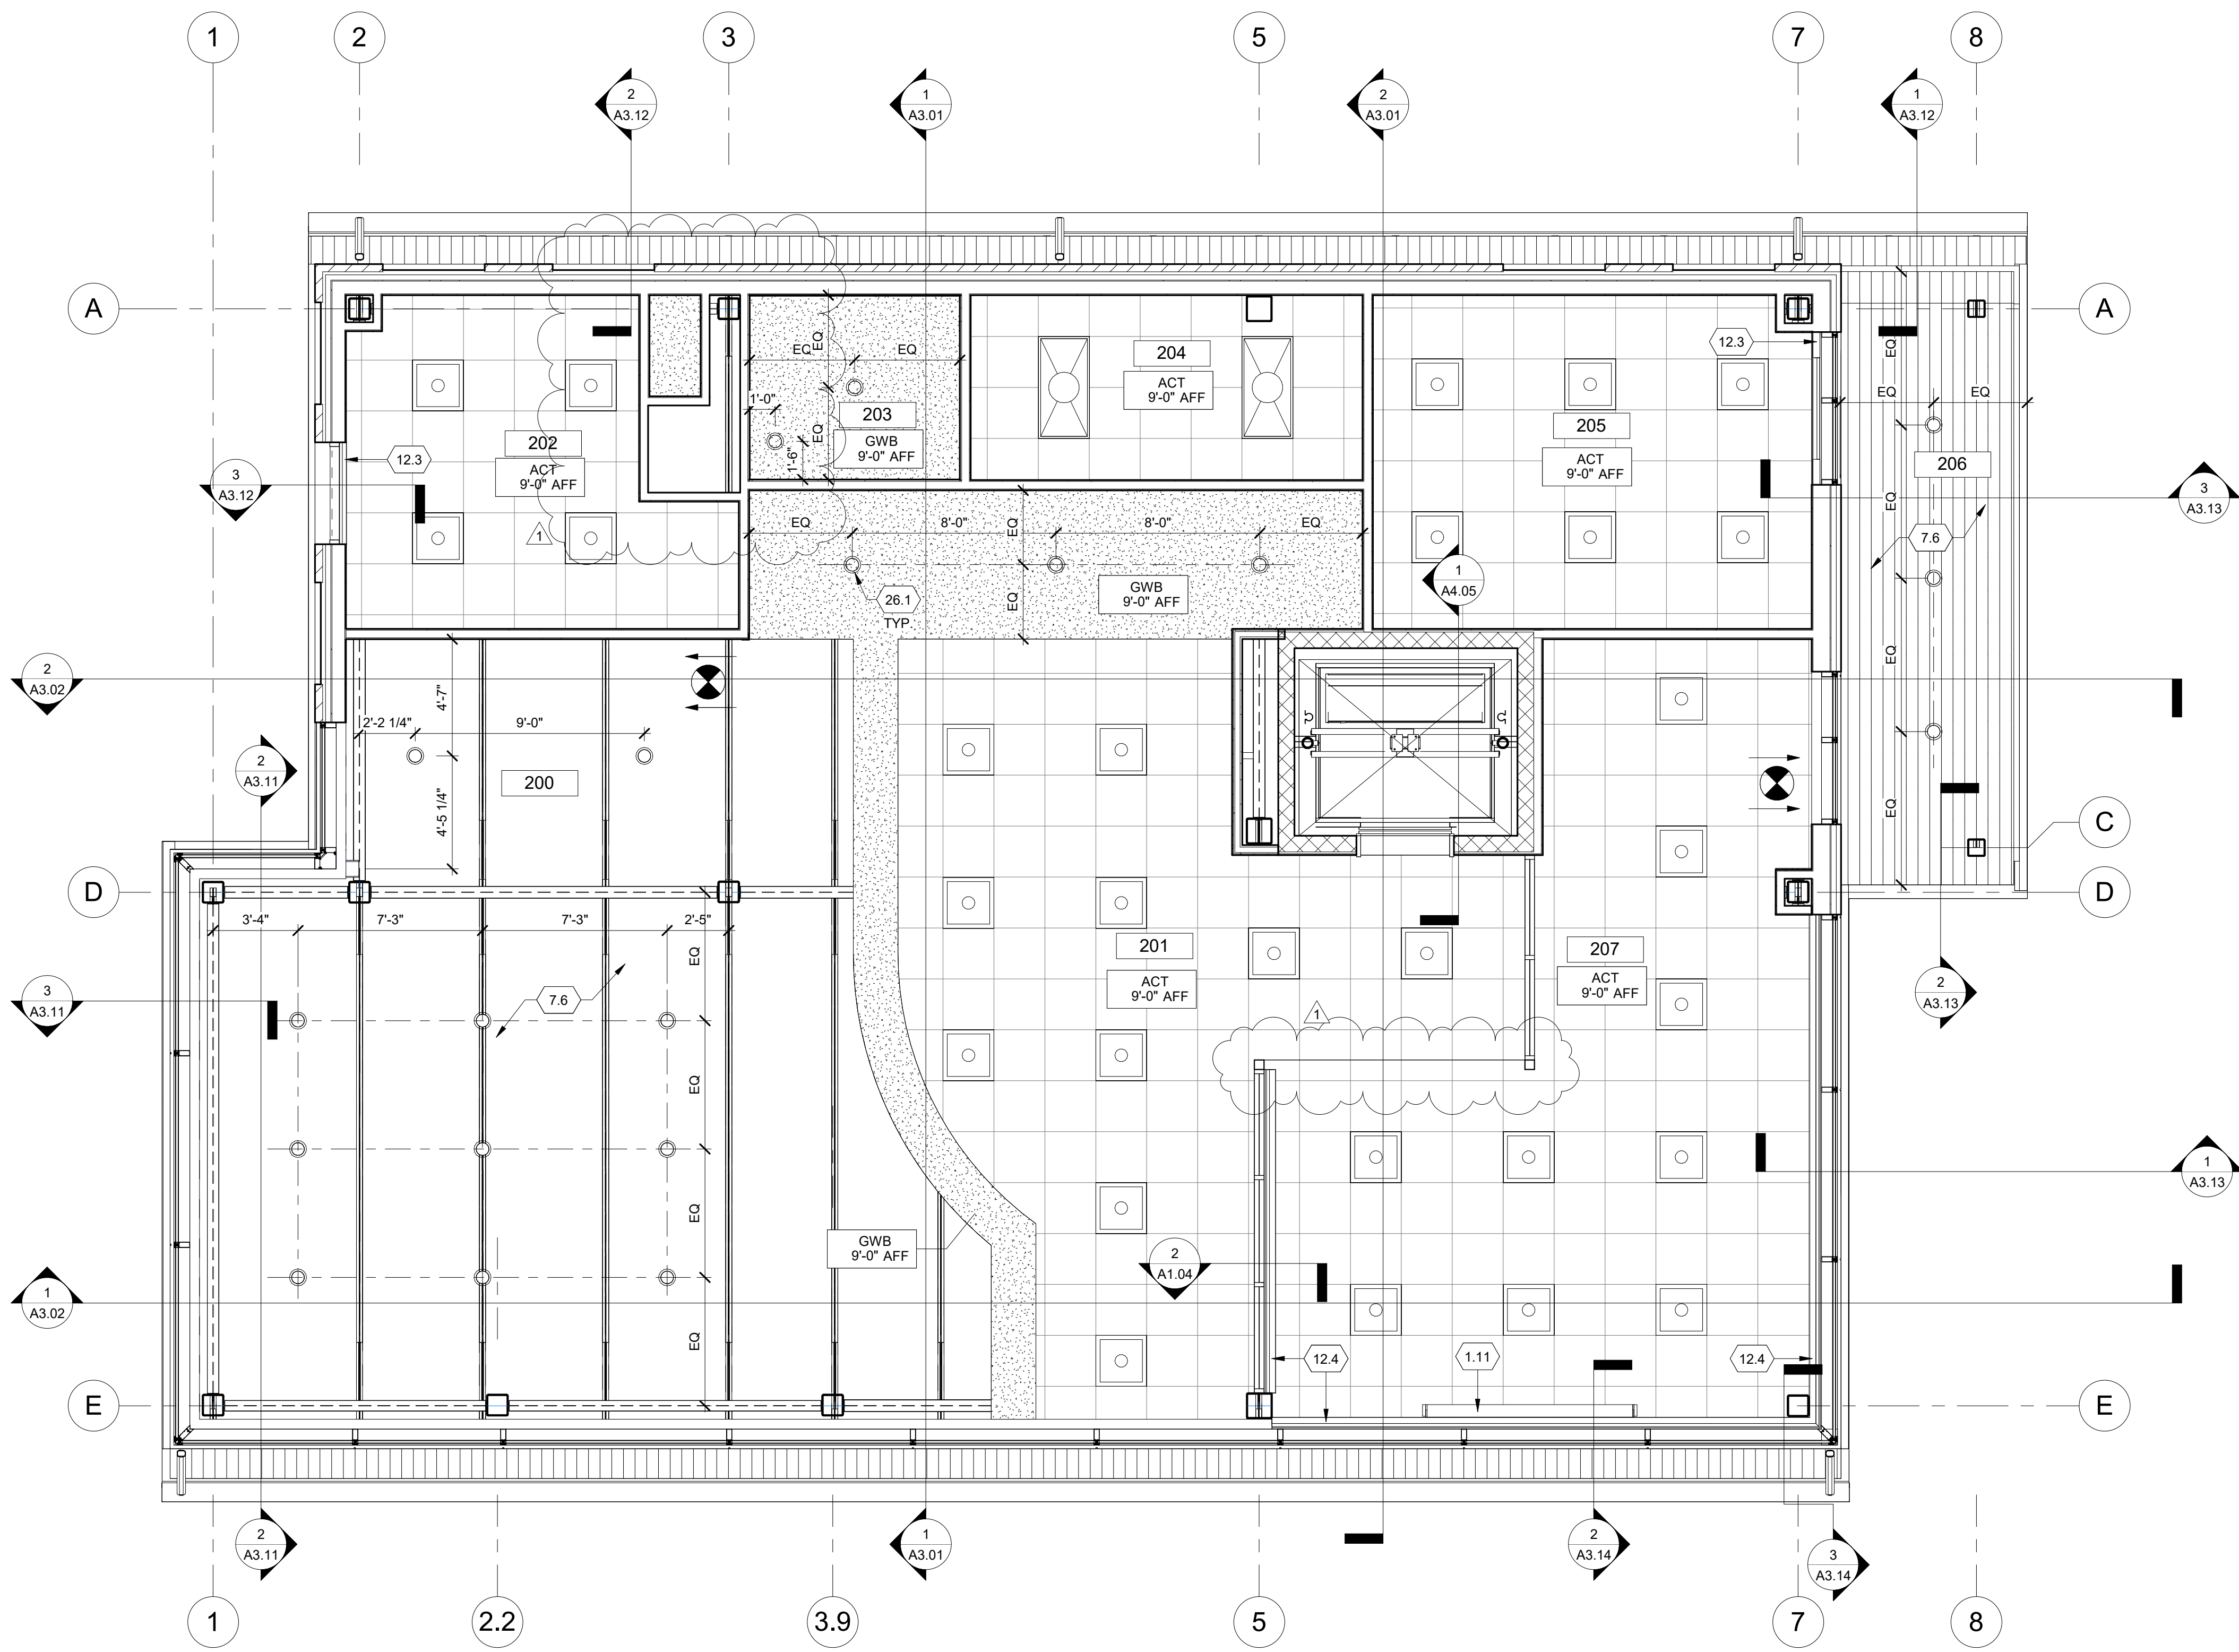 1
2
3
5
7
8
2
A3.12
1
A3.01
2
A3.01
1
A3.12
A
A
EQ
EQ
EQ
12.3
EQ
204
ACT
9'-0" AFF
1'-0"
203
GWB
9'-0" AFF
EQ
1'-6"
205
ACT
9'-0" AFF
EQ
EQ
202
ACT
9'-0" AFF
12.3
206
3
A3.12
3
A3.13
1
EQ
8'-0"
EQ
8'-0"
EQ
EQ
7.6
GWB
9'-0" AFF
EQ
26.1
TYP.
1
A4.05
2
A3.02
4'-7"
2'-2 1/4"
9'-0"
EQ
2
A3.11
200
4'-5 1/4"
EQ
C
D
D
3'-4"
7'-3"
7'-3"
2'-5"
EQ
201
ACT
9'-0" AFF
207
ACT
9'-0" AFF
3
A3.11
7.6
1
2
A3.13
EQ
1
A3.13
EQ
GWB
9'-0" AFF
2
A1.04
1
A3.02
EQ
12.4
1.11
12.4
E
E
2
A3.11
1
A3.01
2
A3.14
3
A3.14
1
2.2
3.9
5
7
8